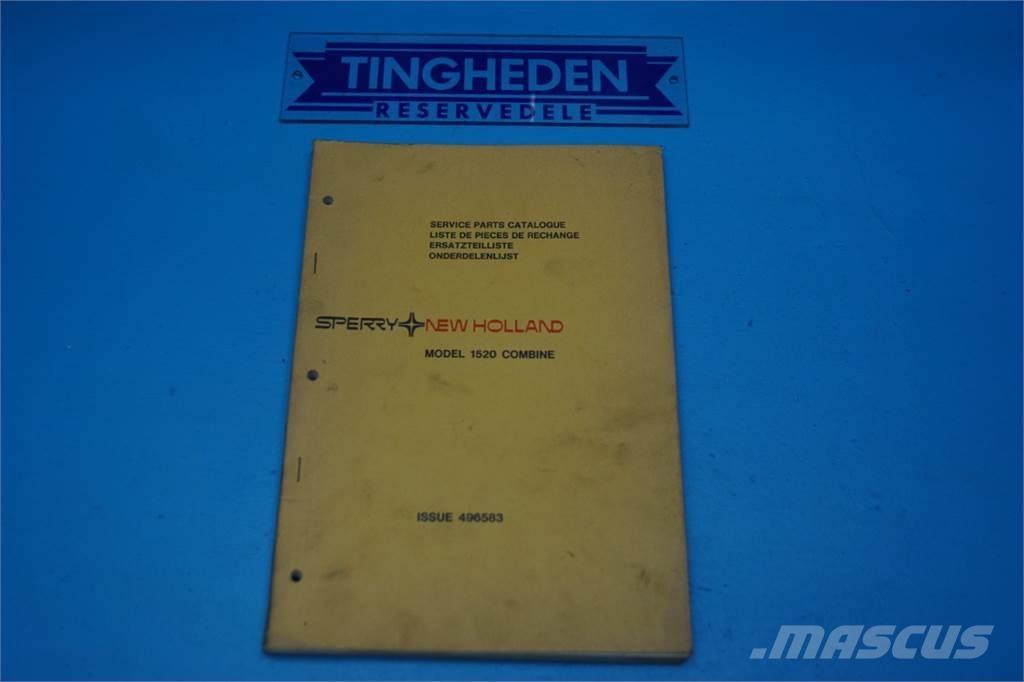 TINGHEDEN
RESERVEDELE
SERVICE PARTS CATALOGUE
LISTE DE PIECES DE RECHANGE
ERSATZTEILLISTE
ONDERDELENLIJST
SPERRY NEW HOLLAND
MODEL 1520 COMBINE
ISSUE 496583
MASCUS